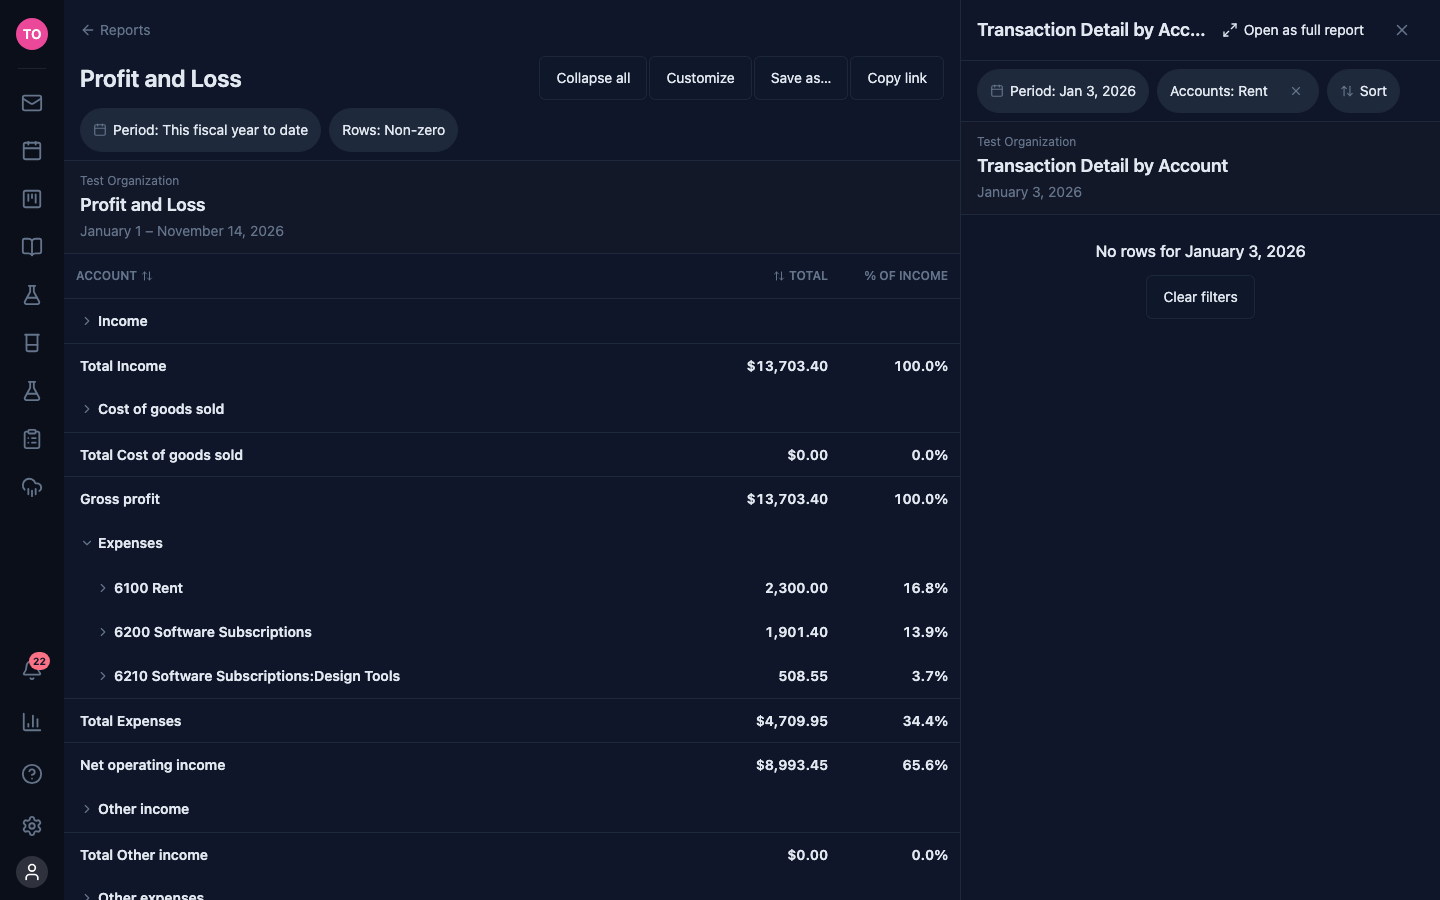 TO
22
Reports
Profit and Loss
Collapse all
Customize
Save as...
Copy link
Period: This fiscal year to date
Rows: Non-zero
Test Organization
Profit and Loss
January 1 – November 14, 2026
ACCOUNT TOTAL % OF INCOME
Income
Total Income $13,703.40 100.0%
Cost of goods sold
Total Cost of goods sold $0.00 0.0%
Gross profit $13,703.40 100.0%
Expenses
6100 Rent 2,300.00 16.8%
6200 Software Subscriptions 1,901.40 13.9%
6210 Software Subscriptions:Design Tools 508.55 3.7%
Total Expenses $4,709.95 34.4%
Net operating income $8,993.45 65.6%
Other income
Total Other income $0.00 0.0%
Other expenses
Transaction Detail by Acc...
Open as full report
Period: Jan 3, 2026
Accounts: Rent
Sort
Test Organization
Transaction Detail by Account
January 3, 2026
No rows for January 3, 2026
Clear filters